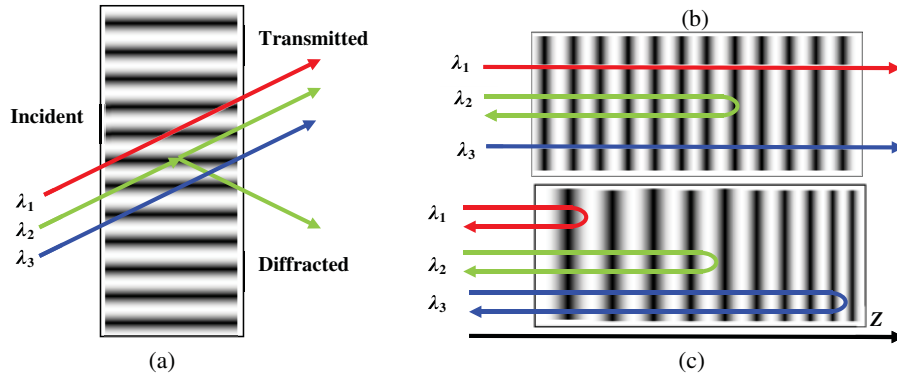 (b)
Transmitted
λ1
Incident
λ2
λ3
λ1
λ2
λ3
Diffracted
λ1
λ2
λ3
Z
(a)
(c)